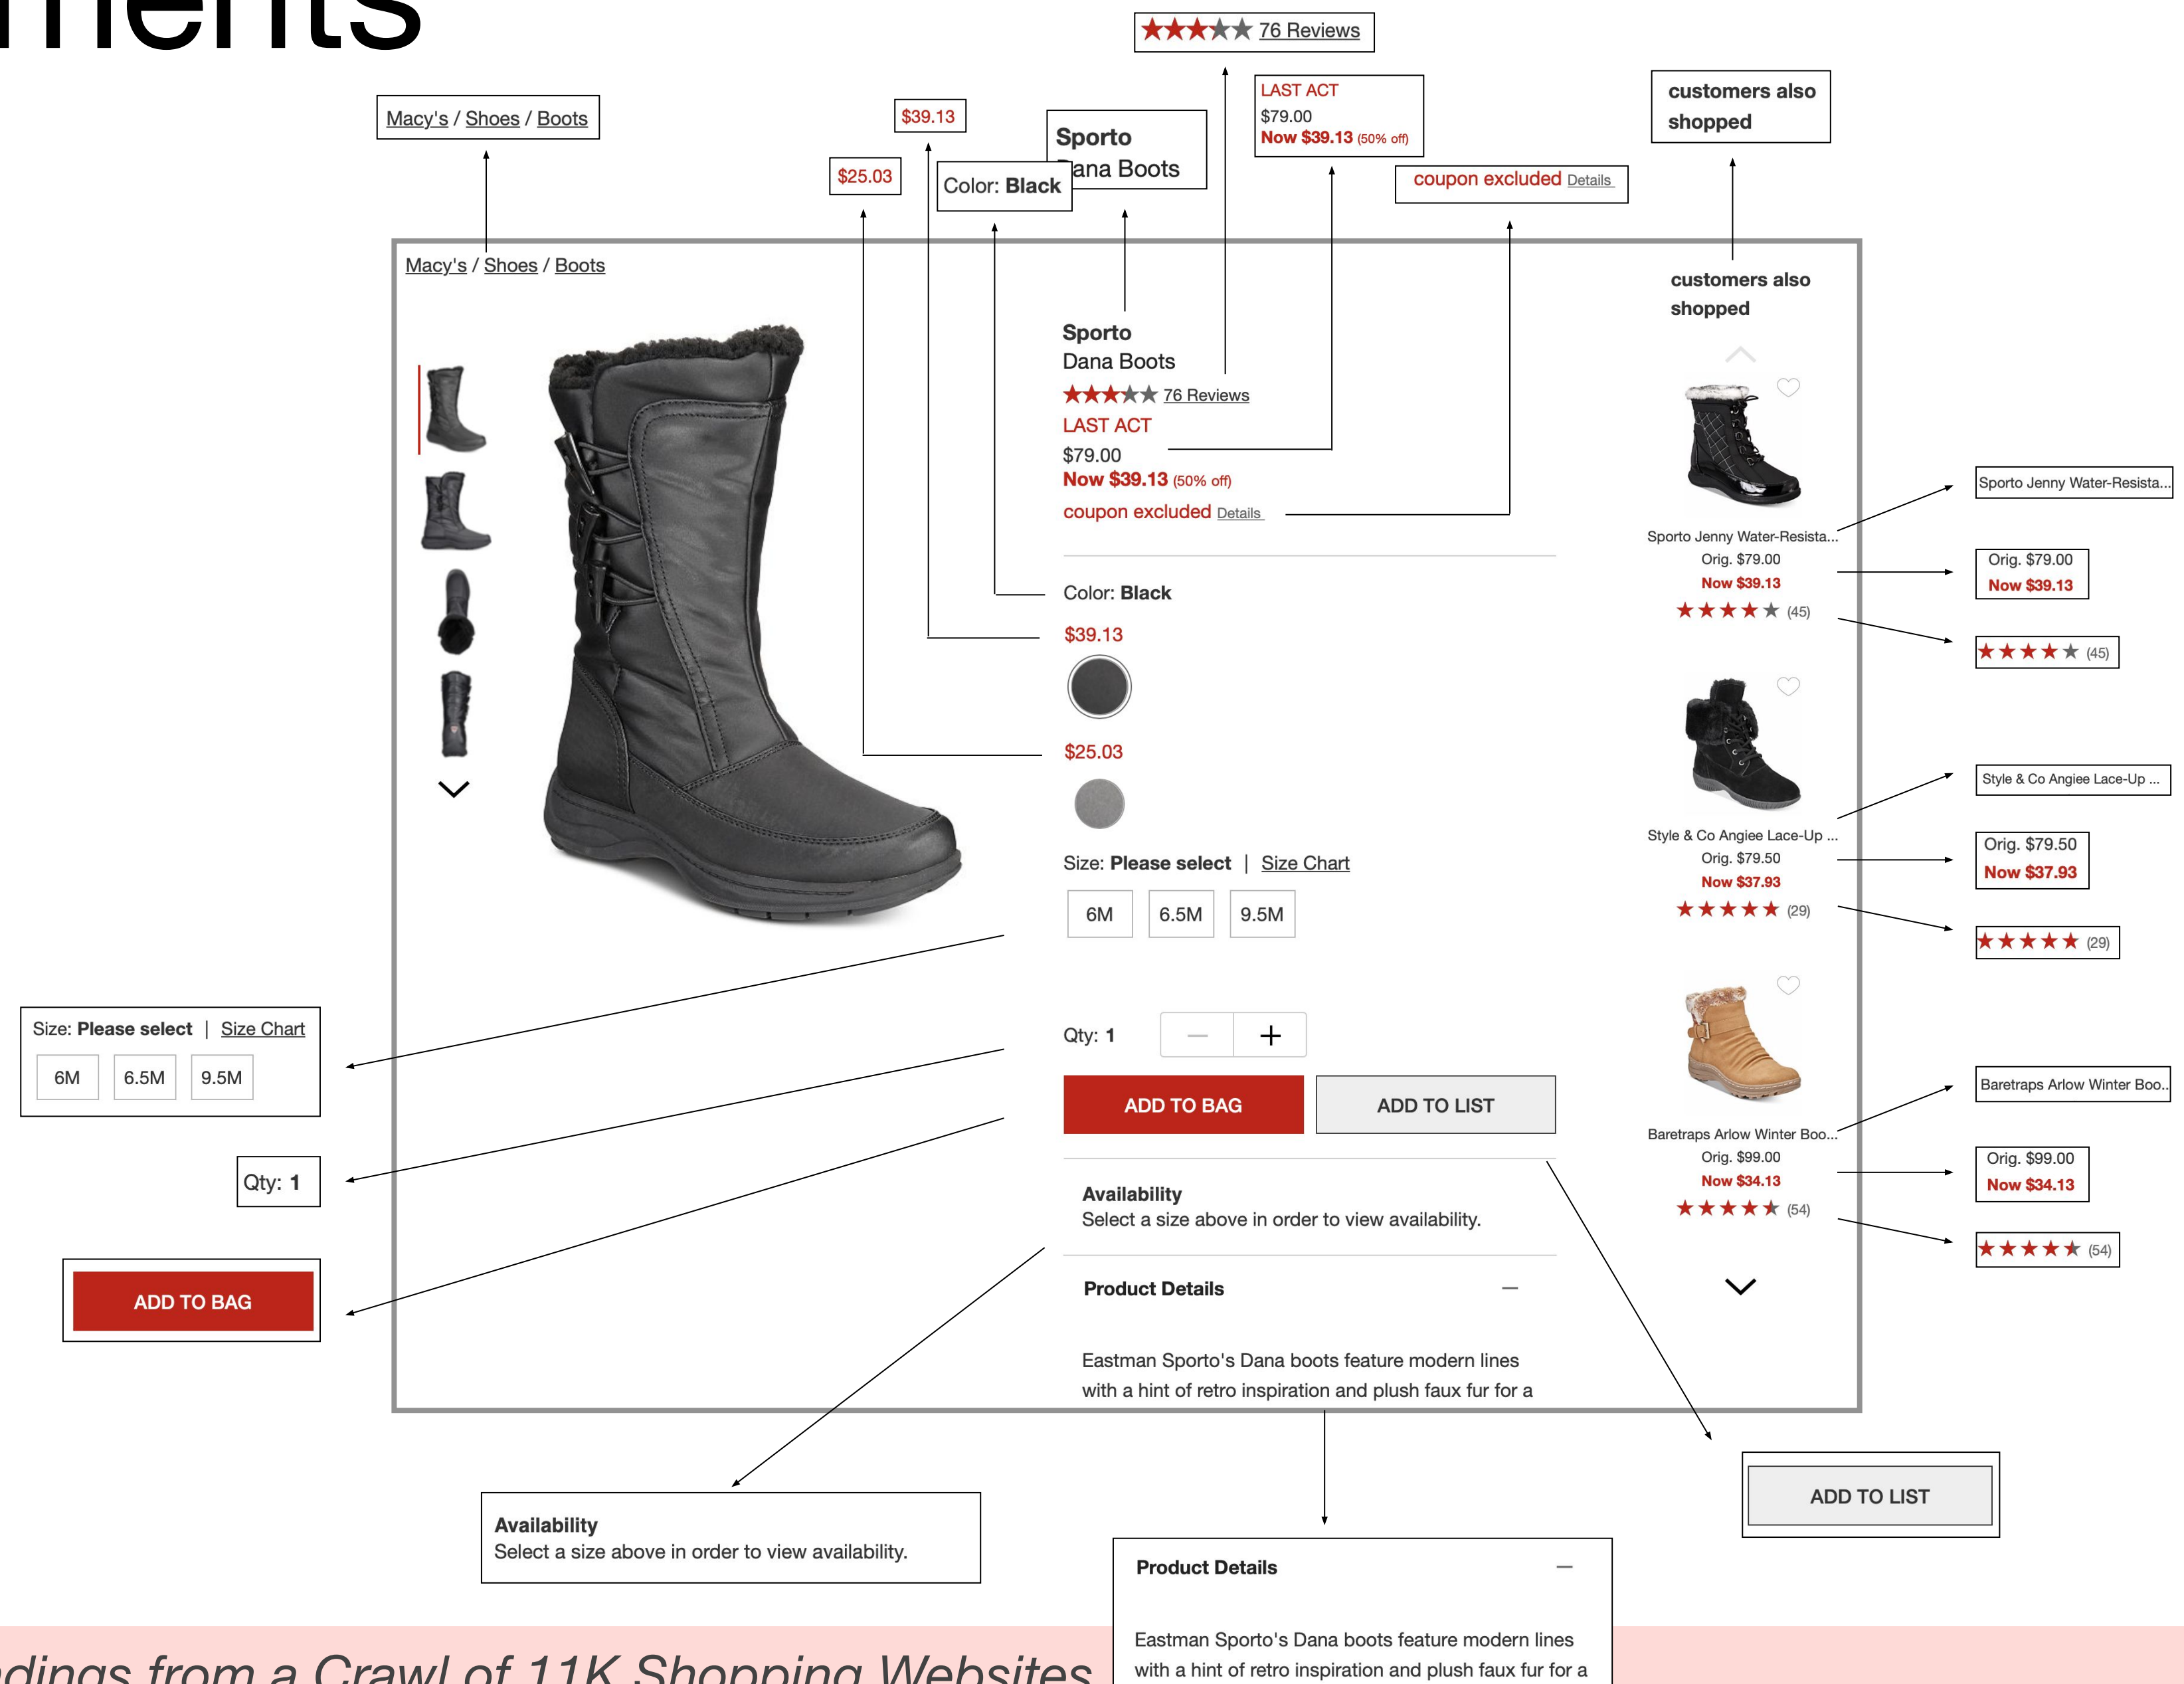 ments
76 Reviews
LAST ACT
$79.00
Now $39.13 (50% off)
customers also
shopped
Macy's / Shoes / Boots
$39.13
$25.03
Color: Black
Sporto
Dana Boots
coupon excluded Details
Macy's / Shoes / Boots
Sporto
Dana Boots
76 Reviews
LAST ACT
$79.00
Now $39.13 (50% off)
coupon excluded Details
Color: Black
$39.13
$25.03
Size: Please select | Size Chart
6M 6.5M 9.5M
Qty: 1 − +
ADD TO BAG ADD TO LIST
Availability
Select a size above in order to view availability.
Product Details −
Eastman Sporto's Dana boots feature modern lines
with a hint of retro inspiration and plush faux fur for a
customers also
shopped
Sporto Jenny Water-Resista...
Orig. $79.00
Now $39.13
(45)
Style & Co Angiee Lace-Up ...
Orig. $79.50
Now $37.93
(29)
Baretraps Arlow Winter Boo...
Orig. $99.00
Now $34.13
(54)
Sporto Jenny Water-Resista...
Orig. $79.00
Now $39.13
(45)
Style & Co Angiee Lace-Up ...
Orig. $79.50
Now $37.93
(29)
Baretraps Arlow Winter Boo..
Orig. $99.00
Now $34.13
(54)
Size: Please select | Size Chart
6M 6.5M 9.5M
Qty: 1
ADD TO BAG
Availability
Select a size above in order to view availability.
ADD TO LIST
Product Details −
Eastman Sporto's Dana boots feature modern lines
with a hint of retro inspiration and plush faux fur for a
dings from a Crawl of 11K Shopping Websites